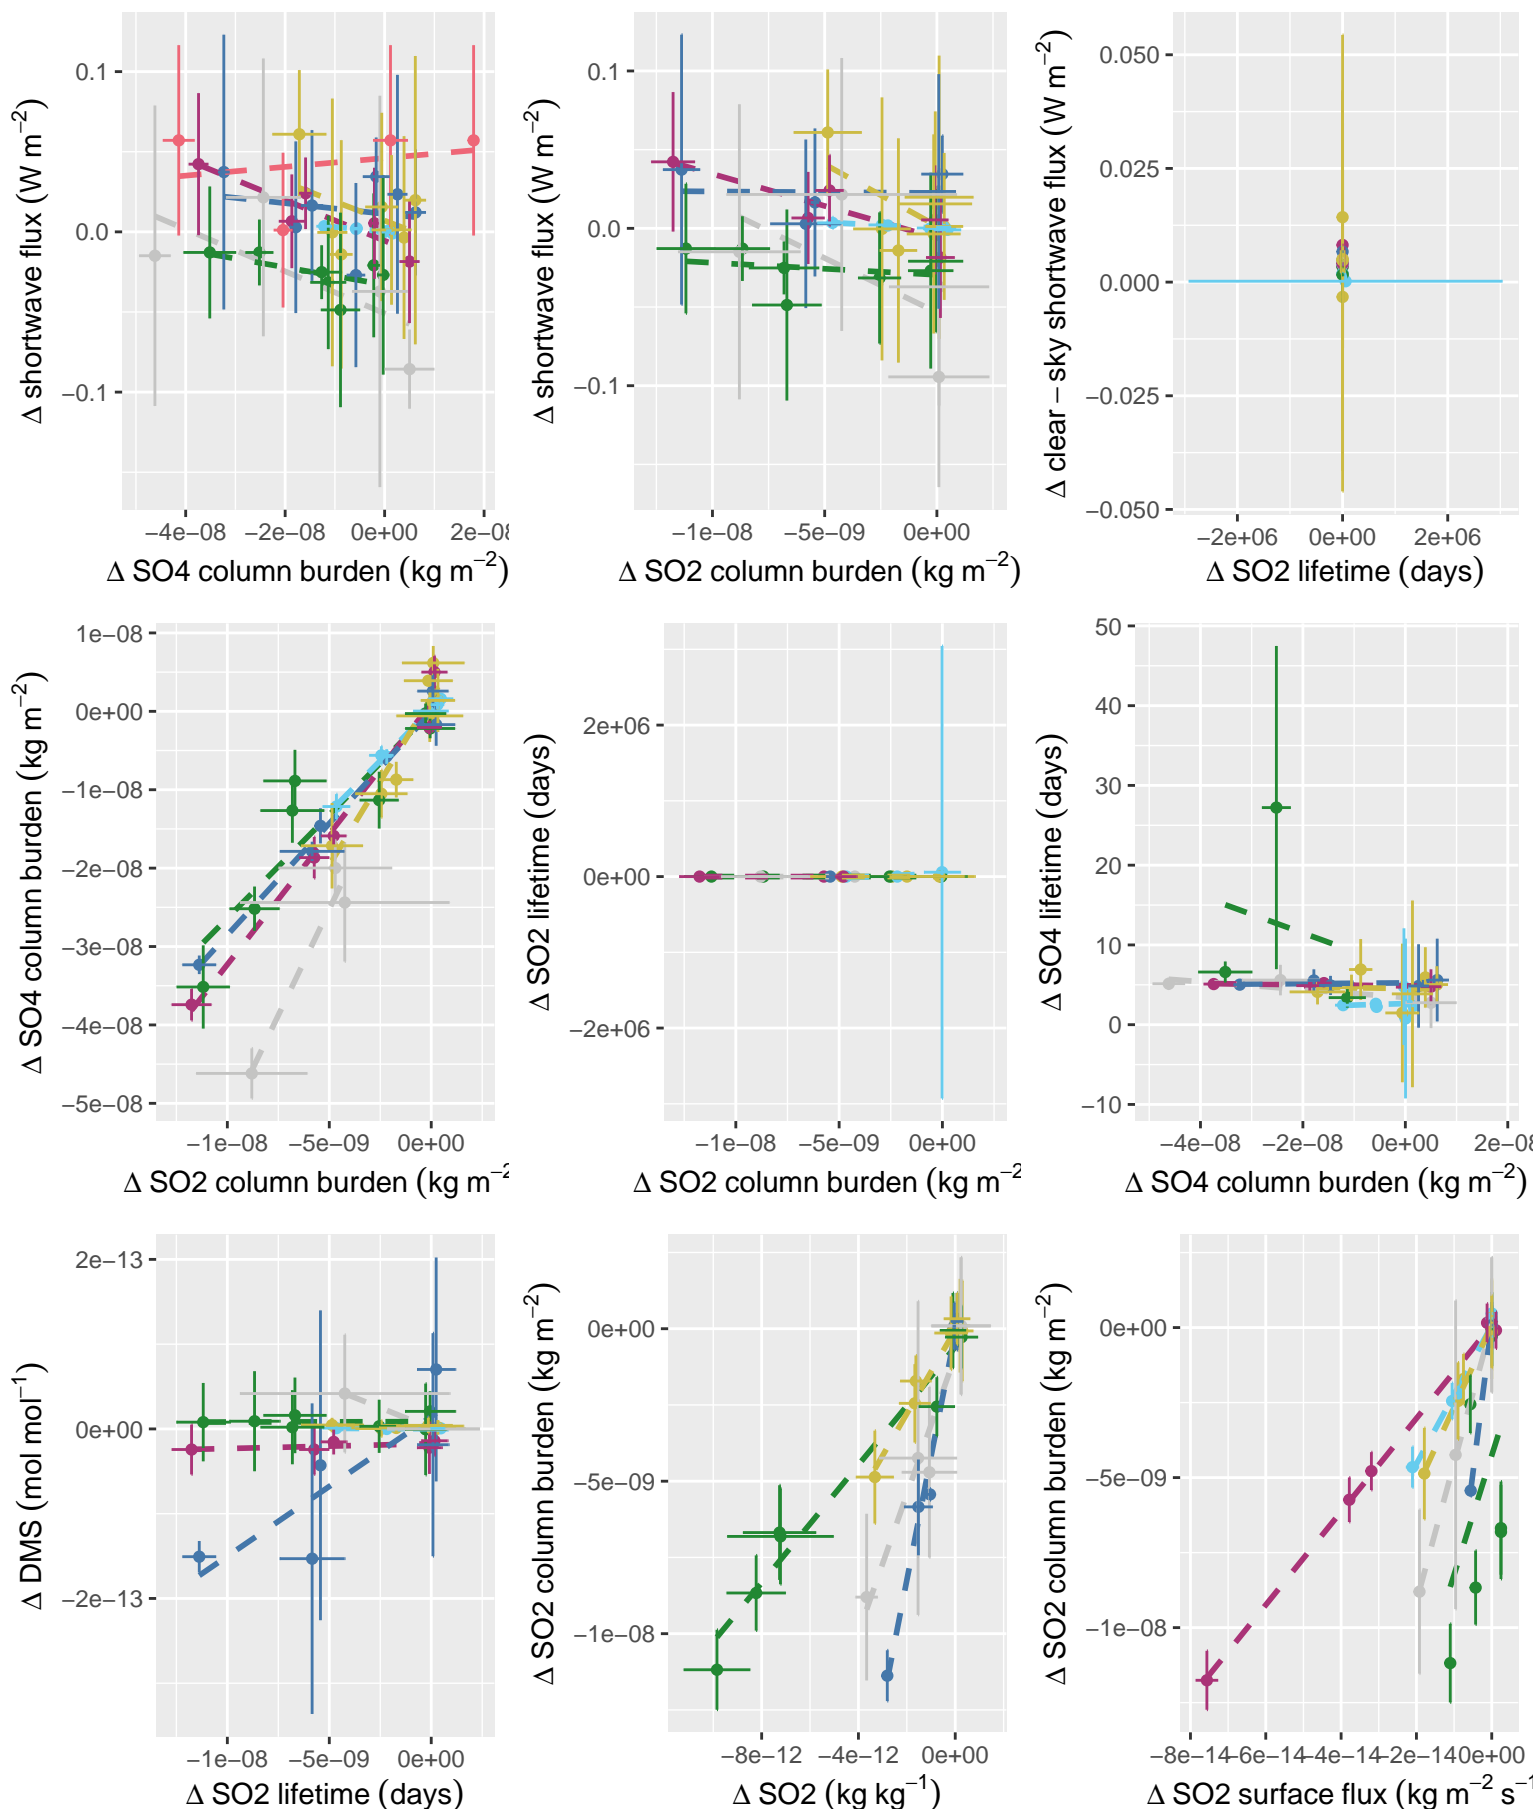 Δ shortwave flux (W m−2)
0.1
0.0
−0.1
−4e−08 −2e−08 0e+00 2e−08
Δ SO4 column burden (kg m−2)
Δ shortwave flux (W m−2)
0.1
0.0
−0.1
−1e−08 −5e−09 0e+00
Δ SO2 column burden (kg m−2)
Δ clear − sky shortwave flux (W m−2)
0.050
0.025
0.000
−0.025
−0.050
−2e+06 0e+00 2e+06
Δ SO2 lifetime (days)
Δ SO4 column burden (kg m−2)
1e−08
0e+00
−1e−08
−2e−08
−3e−08
−4e−08
−5e−08
−1e−08 −5e−09 0e+00
Δ SO2 column burden (kg m−2
Δ SO2 lifetime (days)
2e+06
0e+00
−2e+06
−1e−08 −5e−09 0e+00
Δ SO2 column burden (kg m−2
Δ SO4 lifetime (days)
50
40
30
20
10
0
−10
−4e−08 −2e−08 0e+00 2e−08
Δ SO4 column burden (kg m−2)
Δ DMS (mol mol−1)
2e−13
0e+00
−2e−13
−1e−08 −5e−09 0e+00
Δ SO2 lifetime (days)
Δ SO2 column burden (kg m−2)
0e+00
−5e−09
−1e−08
−8e−12 −4e−12 0e+00
Δ SO2 (kg kg−1)
Δ SO2 column burden (kg m−2)
0e+00
−5e−09
−1e−08
−8e−14 −6e−14 −4e−14 −2e−14 0e+00
Δ SO2 surface flux (kg m−2 s−1